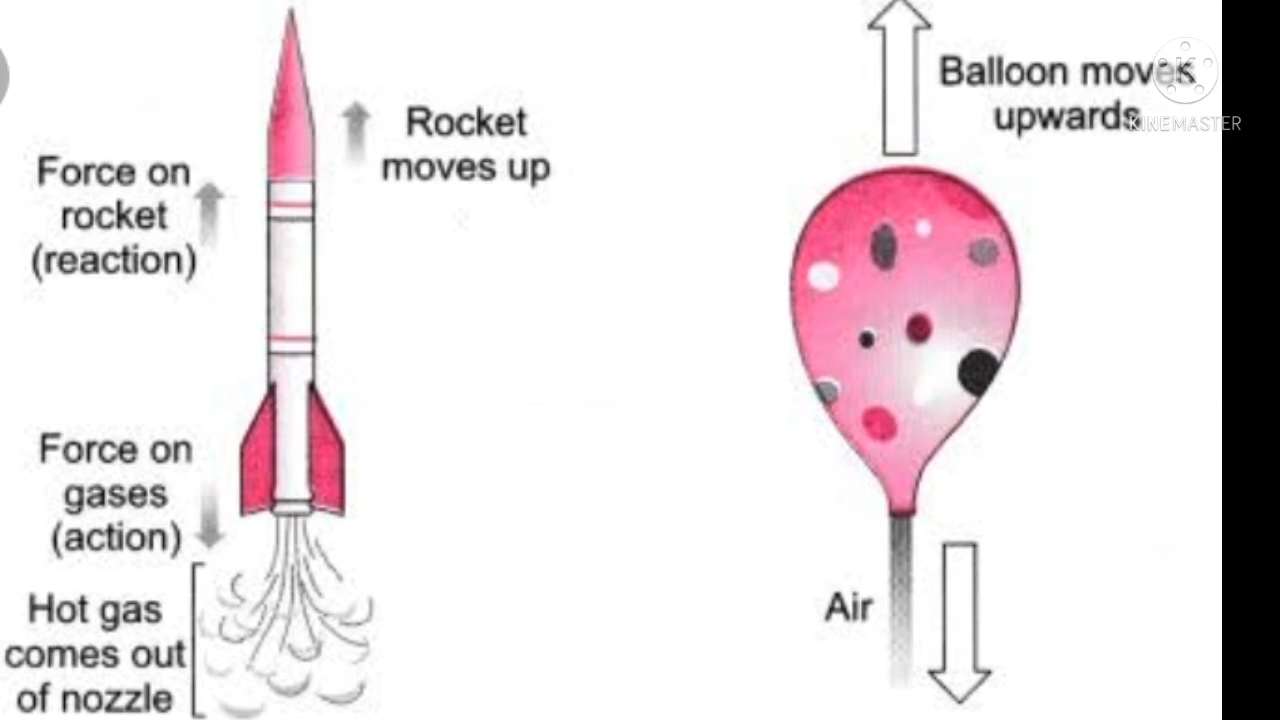 Rocket
moves up
Force on
rocket
(reaction)
Force on
gases
(action)
Hot gas
comes out
of nozzle
Balloon moves
upwards
KINEMASTER
Air